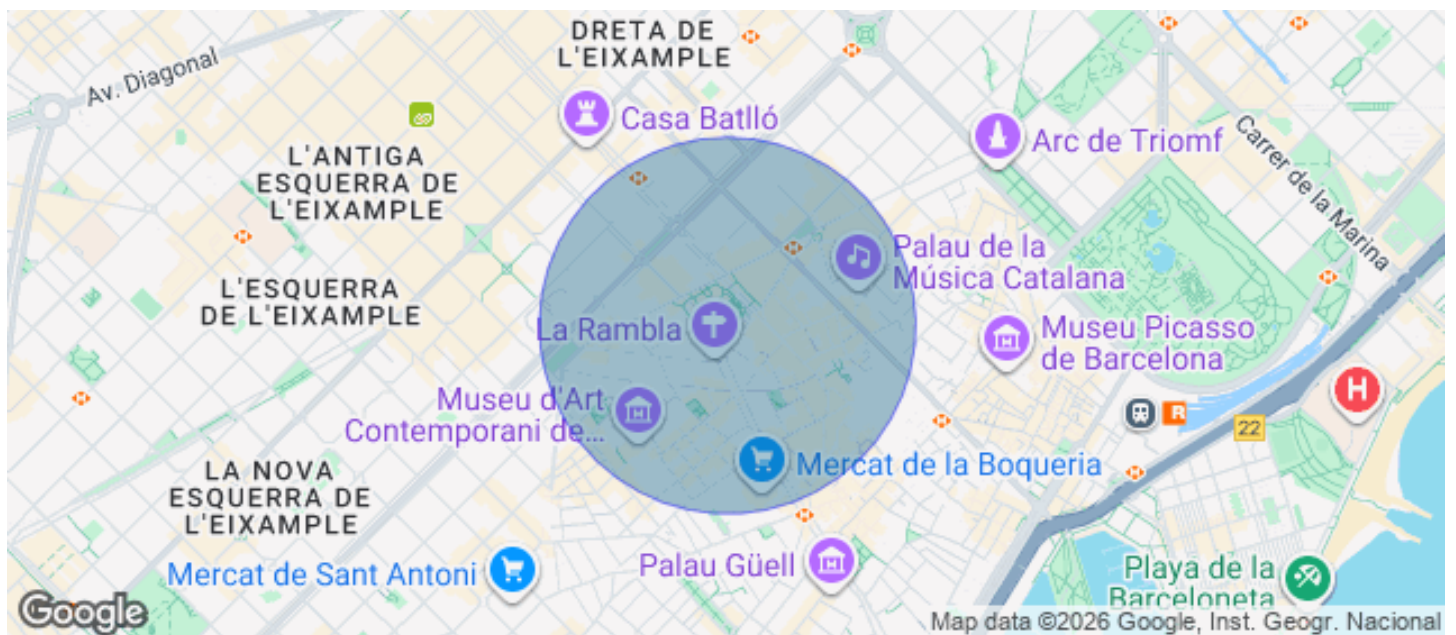 DRETA DE
L'EIXAMPLE
Av. Diagonal
Casa Batlló
Arc de Triomf
Carrer de la Marina
L'ANTIGA
ESQUERRA DE
L'EIXAMPLE
Palau de la
Música Catalana
L'ESQUERRA
DE L'EIXAMPLE
La Rambla
Museu Picasso
de Barcelona
H
Museu d'Art
Contemporani de...
R
22
Mercat de la Boqueria
LA NOVA
ESQUERRA DE
L'EIXAMPLE
Mercat de Sant Antoni
Palau Güell
Playa de la
Barceloneta
Google
Map data ©2026 Google, Inst. Geogr. Nacional